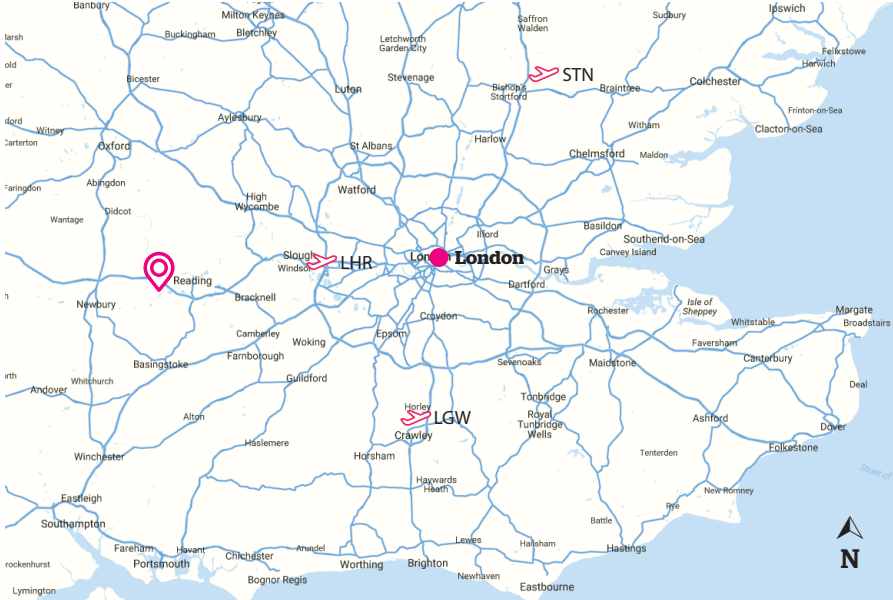 Banbury
Milton Keynes
Saffron
Walden
Sudbury
Ipswich
Buckingham
Bletchley
Letchworth
Garden City
Felixstowe
Harwich
Bicester
Stevenage
STN
Bishop's
Stortford
Braintree
Colchester
Luton
Frinton-on-Sea
Aylesbury
Witham
Clacton-on-Sea
Witney
Carterton
Oxford
St Albans
Harlow
Chelmsford
Maldon
Abingdon
Faringdon
Watford
High
Wycombe
Didcot
Wantage
Basildon
Ilford
Southend-on-Sea
Slough
Windsor
LHR
London
Canvey Island
Grays
Reading
Dartford
Newbury
Bracknell
Isle of
Sheppey
Rochester
Margate
Croydon
Whitstable
Broadstairs
Camberley
Epsom
Woking
Faversham
Farnborough
Canterbury
Basingstoke
Sevenoaks
Maidstone
Whitchurch
Guildford
Deal
Andover
Tonbridge
Horley
LGW
Royal
Tunbridge
Wells
Alton
Ashford
Crawley
Dover
Haslemere
Folkestone
Winchester
Horsham
Tenterden
Strait of
Haywards
Heath
New Romney
Eastleigh
Rye
Southampton
Battle
N
Fareham
Havant
Arundel
Lewes
Hailsham
Hastings
Chichester
Portsmouth
Worthing
Brighton
Bognor Regis
Newhaven
Eastbourne
Lymington